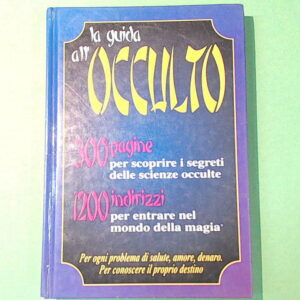 la guida
all'
OCCULTO
300 pagine
per scoprire i segreti
delle scienze occulte
1200 indirizzi
per entrare nel
mondo della magia
Per ogni problema di salute, amore, denaro.
Per conoscere il proprio destino